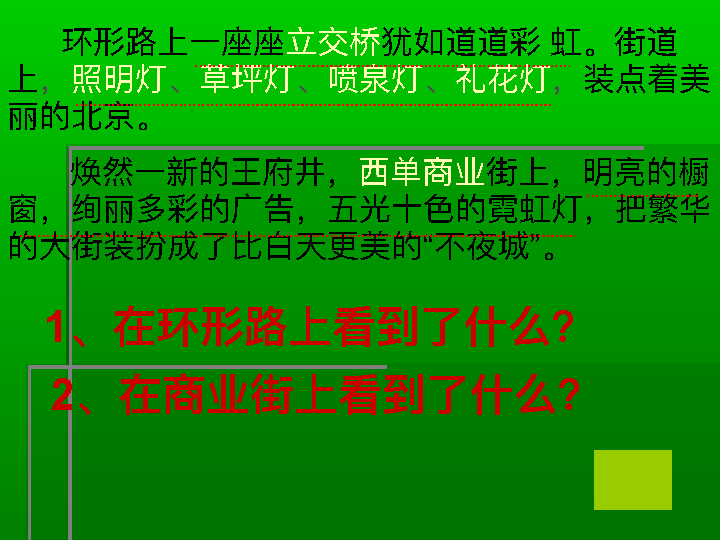 环形路上一座座立交桥犹如道道彩 虹。街道
上，照明灯、草坪灯、喷泉灯、礼花灯，装点着美
丽的北京。
焕然一新的王府井，西单商业街上，明亮的橱
窗，绚丽多彩的广告，五光十色的霓虹灯，把繁华
的大街装扮成了比白天更美的“不夜城”。
1、在环形路上看到了什么?
2、在商业街上看到了什么?